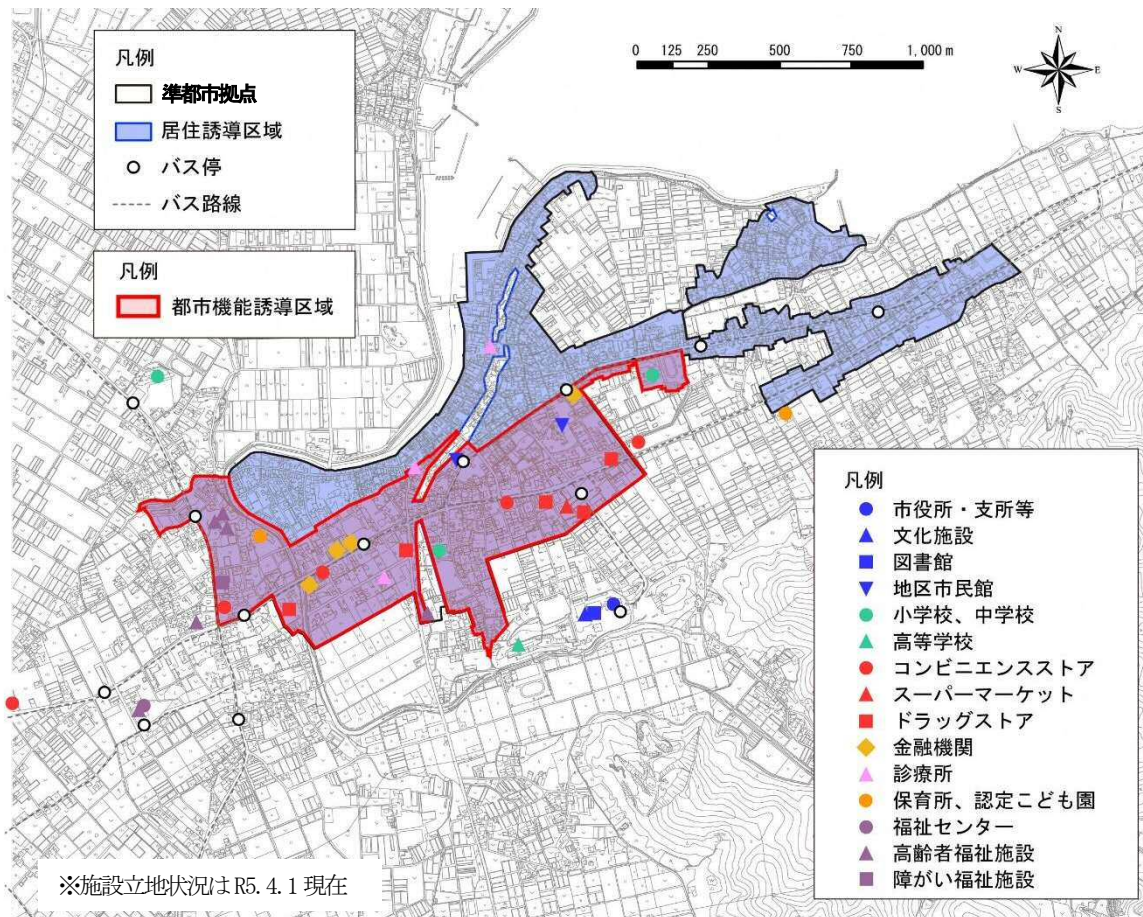 凡例
準都市拠点
居住誘導区域
バス停
バス路線
凡例
都市機能誘導区域
0 125 250 500 750 1,000 m
N
W E
S
凡例
市役所・支所等
文化施設
図書館
地区市民館
小学校、中学校
高等学校
コンビニエンスストア
スーパーマーケット
ドラッグストア
金融機関
診療所
保育所、認定こども園
福祉センター
高齢者福祉施設
障がい福祉施設
※施設立地状況はR5.4.1現在